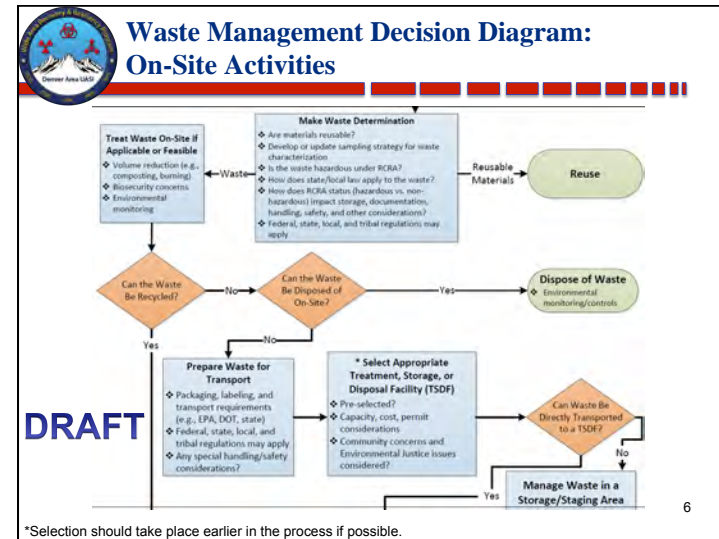 Waste Management Decision Diagram:
On-Site Activities
Denver Area UASI
Make Waste Determination
❖ Are materials reusable?
❖ Develop or update sampling strategy for waste
characterization
❖ Is the waste hazardous under RCRA?
❖ How does state/local law apply to the waste?
❖ How does RCRA status (hazardous vs. non-
hazardous) impact storage, documentation,
handling, safety, and other considerations?
❖ Federal, state, local, and tribal regulations may
apply
Treat Waste On-Site if
Applicable or Feasible
❖ Volume reduction (e.g.,
composting, burning)
❖ Biosecurity concerns
❖ Environmental
monitoring
Waste
Reusable
Materials
Reuse
Can the Waste
Be Recycled?
No
Can the Waste
Be Disposed of
On-Site?
Yes
Dispose of Waste
❖ Environmental
monitoring/controls
Yes
No
Prepare Waste for
Transport
❖ Packaging, labeling, and
transport requirements
(e.g., EPA, DOT, state)
❖ Federal, state, local, and
tribal regulations may apply
❖ Any special handling/safety
considerations?
* Select Appropriate
Treatment, Storage, or
Disposal Facility (TSDF)
❖ Pre-selected?
❖ Capacity, cost, permit
considerations
❖ Community concerns and
Environmental Justice issues
considered?
Can Waste Be
Directly Transported
to a TSDF?
No
Yes
Manage Waste in a
Storage/Staging Area
DRAFT
6
*Selection should take place earlier in the process if possible.